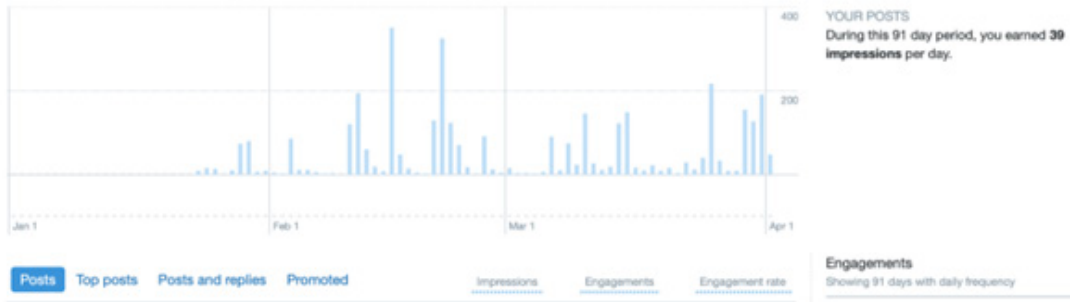 400
200
Jan 1
Feb 1
Mar 1
Apr 1
YOUR POSTS
During this 91 day period, you earned 39
impressions per day.
Posts
Top posts
Posts and replies
Promoted
Impressions
Engagements
Engagement rate
Engagements
Showing 91 days with daily frequency